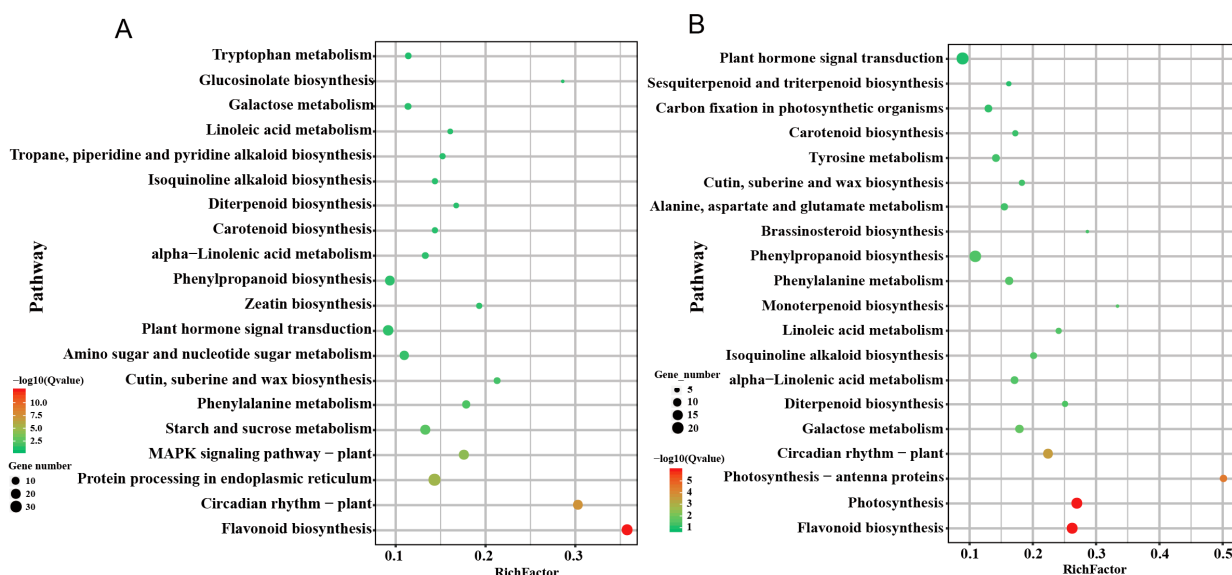 A
Pathway
Tryptophan metabolism
Glucosinolate biosynthesis
Galactose metabolism
Linoleic acid metabolism
Tropane, piperidine and pyridine alkaloid biosynthesis
Isoquinoline alkaloid biosynthesis
Diterpenoid biosynthesis
Carotenoid biosynthesis
alpha−Linolenic acid metabolism
Phenylpropanoid biosynthesis
Zeatin biosynthesis
Plant hormone signal transduction
Amino sugar and nucleotide sugar metabolism
Cutin, suberine and wax biosynthesis
Phenylalanine metabolism
Starch and sucrose metabolism
MAPK signaling pathway − plant
Protein processing in endoplasmic reticulum
Circadian rhythm − plant
Flavonoid biosynthesis
−log10(Qvalue)
10.0
7.5
5.0
2.5
Gene number
10
20
30
0.1 0.2 0.3
RichFactor
B
Pathway
Plant hormone signal transduction
Sesquiterpenoid and triterpenoid biosynthesis
Carbon fixation in photosynthetic organisms
Carotenoid biosynthesis
Tyrosine metabolism
Cutin, suberine and wax biosynthesis
Alanine, aspartate and glutamate metabolism
Brassinosteroid biosynthesis
Phenylpropanoid biosynthesis
Phenylalanine metabolism
Monoterpenoid biosynthesis
Linoleic acid metabolism
Isoquinoline alkaloid biosynthesis
alpha−Linolenic acid metabolism
Diterpenoid biosynthesis
Galactose metabolism
Circadian rhythm − plant
Photosynthesis − antenna proteins
Photosynthesis
Flavonoid biosynthesis
Gene_number
5
10
15
20
−log10(Qvalue)
5
4
3
2
1
0.1 0.2 0.3 0.4 0.5
RichFactor